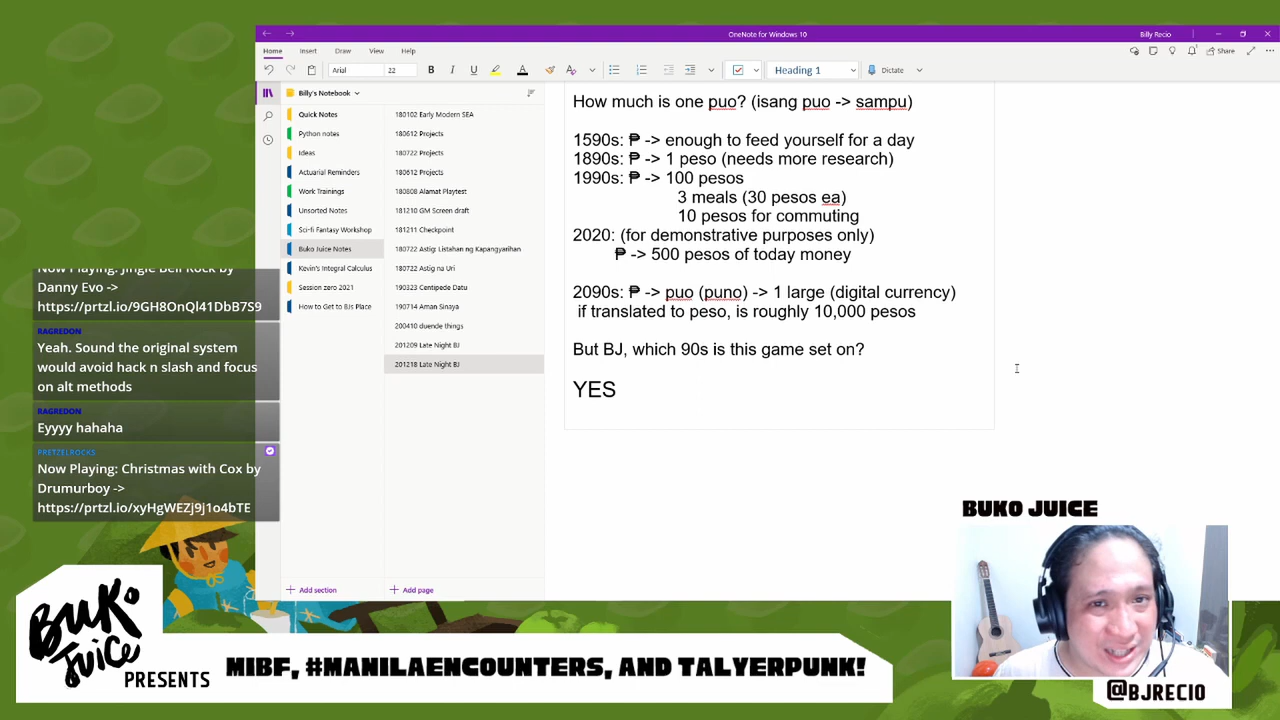 OneNote for Windows 10
Billy Recio
Home
Insert
Draw
View
Help
Share
Arial
22
B
I
U
A
Heading 1
Dictate
Billy's Notebook
Quick Notes
Python notes
Ideas
Actuarial Reminders
Work Trainings
Unsorted Notes
Sci-fi Fantasy Workshop
Buko Juice Notes
Kevin's Integral Calculus
Session zero 2021
How to Get to BJs Place
Add section
180102 Early Modern SEA
180612 Projects
180722 Projects
180612 Projects
180808 Alamat Playtest
181210 GM Screen draft
181211 Checkpoint
180722 Astig: Listahan ng Kapangyarihan
180722 Astig na Uri
190323 Centipede Datu
190714 Aman Sinaya
200410 duende things
201209 Late Night BJ
201218 Late Night BJ
Add page
How much is one puo? (isang puo -> sampu)
1590s: ₱ -> enough to feed yourself for a day
1890s: ₱ -> 1 peso (needs more research)
1990s: ₱ -> 100 pesos
3 meals (30 pesos ea)
10 pesos for commuting
2020: (for demonstrative purposes only)
₱ -> 500 pesos of today money
2090s: ₱ -> puo (puno) -> 1 large (digital currency)
if translated to peso, is roughly 10,000 pesos
But BJ, which 90s is this game set on?
YES
Now Playing: Jingle Bell Rock by
Danny Evo ->
https://prtzl.io/9GH8OnQl41DbB7S9
RAGREDON
Yeah. Sound the original system
would avoid hack n slash and focus
on alt methods
RAGREDON
Eyyyy hahaha
PRETZELROCKS
Now Playing: Christmas with Cox by
Drumurboy ->
https://prtzl.io/xyHgWEZj9j1o4bTE
BUKO JUICE
BUKO
JUICE
PRESENTS
MIBF, #MANILAENCOUNTERS, AND TALYERPUNK!
@BJRECIO